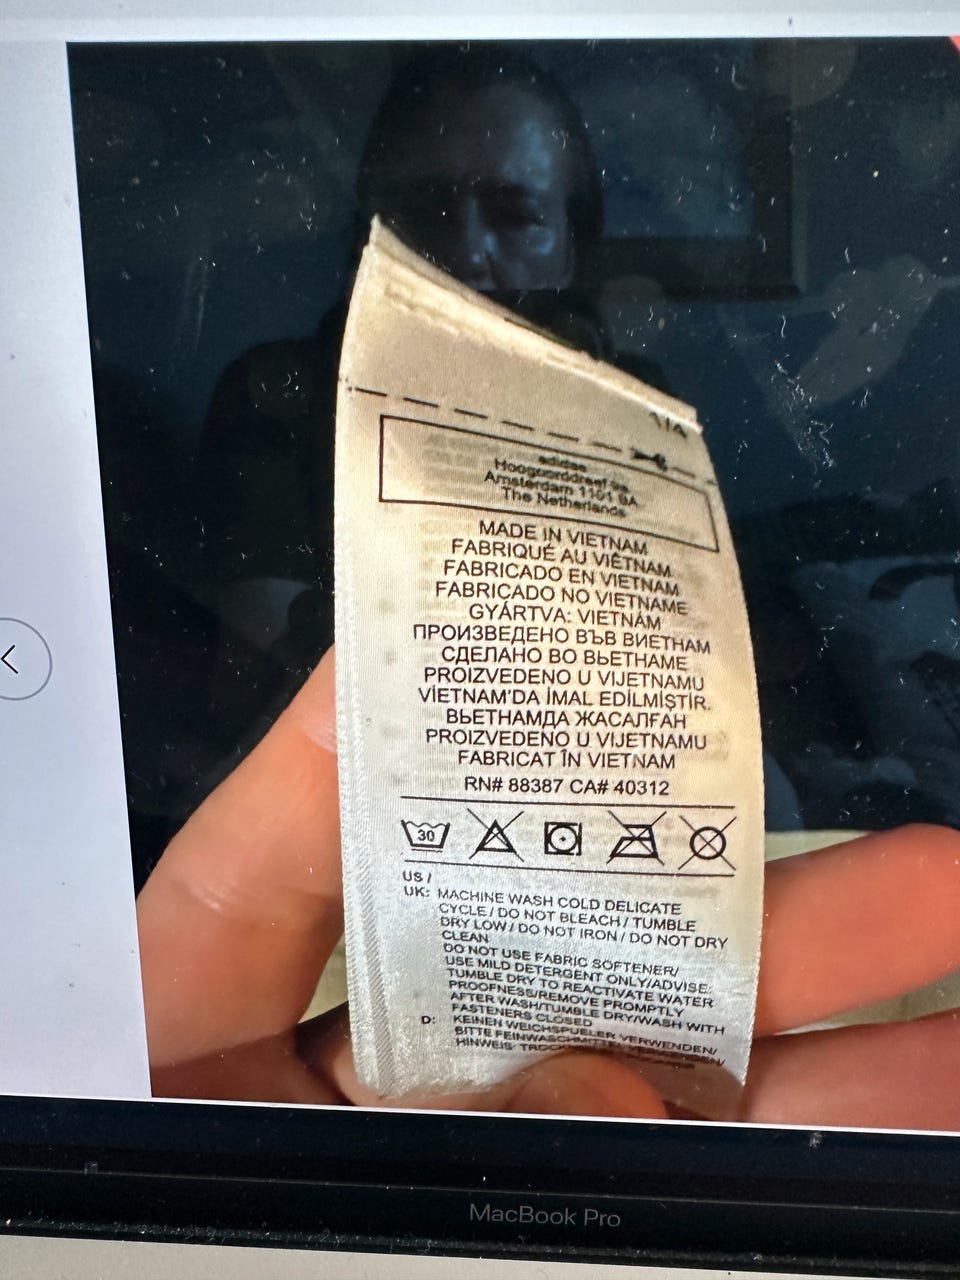 adidas
Hoogoorddreef 9a
Amsterdam 1101 BA
The Netherlands
MADE IN VIETNAM
FABRIQUÉ AU VIÊTNAM
FABRICADO EN VIETNAM
FABRICADO NO VIETNAME
GYÁRTVA: VIETNÁM
ПРОИЗВЕДЕНО ВЪВ ВИЕТНАМ
СДЕЛАНО ВО ВЬЕТНАМЕ
PROIZVEDENO U VIJETNAMU
VİETNAM'DA İMAL EDİLMİŞTİR.
ВЬЕТНАМДА ЖАСАЛҒАН
PROIZVEDENO U VIJETNAMU
FABRICAT ÎN VIETNAM
RN# 88387 CA# 40312
30
US /
UK: MACHINE WASH COLD DELICATE
CYCLE / DO NOT BLEACH / TUMBLE
DRY LOW / DO NOT IRON / DO NOT DRY
CLEAN
DO NOT USE FABRIC SOFTENER/
USE MILD DETERGENT ONLY/ADVISE:
TUMBLE DRY TO REACTIVATE WATER
PROOFNESS/REMOVE PROMPTLY
AFTER WASH/TUMBLE DRY/WASH WITH
FASTENERS CLOSED
D: KEINEN WEICHSPUELER VERWENDEN/
BITTE FEINWASCHMITTEL VERWENDEN/
HINWEIS:
MacBook Pro